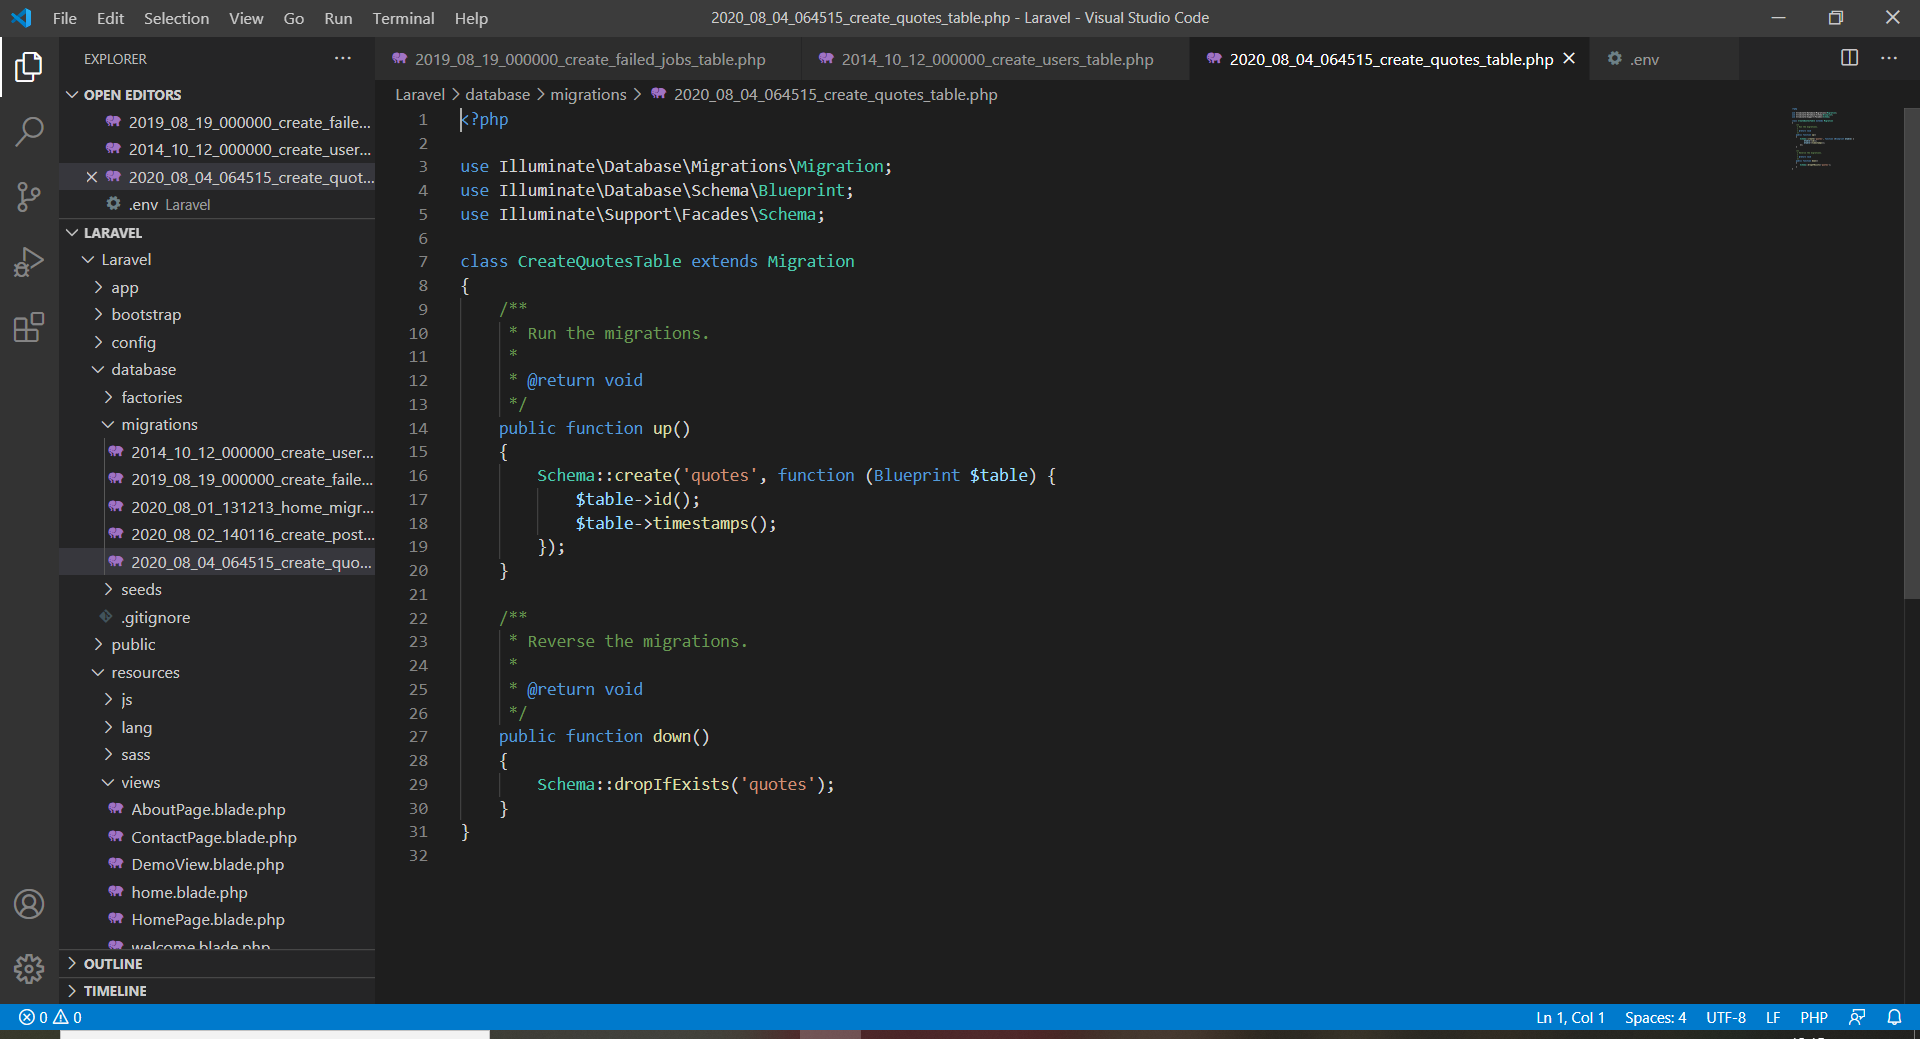 File Edit Selection View Go Run Terminal Help
2020_08_04_064515_create_quotes_table.php - Laravel - Visual Studio Code
EXPLORER
OPEN EDITORS
2019_08_19_000000_create_faile...
2014_10_12_000000_create_user...
2020_08_04_064515_create_quot...
.env Laravel
LARAVEL
Laravel
app
bootstrap
config
database
factories
migrations
2014_10_12_000000_create_user...
2019_08_19_000000_create_faile...
2020_08_01_131213_home_migr...
2020_08_02_140116_create_post...
2020_08_04_064515_create_quo...
seeds
.gitignore
public
resources
js
lang
sass
views
AboutPage.blade.php
ContactPage.blade.php
DemoView.blade.php
home.blade.php
HomePage.blade.php
welcome.blade.php
OUTLINE
TIMELINE
2019_08_19_000000_create_failed_jobs_table.php
2014_10_12_000000_create_users_table.php
2020_08_04_064515_create_quotes_table.php
.env
Laravel > database > migrations > 2020_08_04_064515_create_quotes_table.php
1 <?php
2
3 use Illuminate\Database\Migrations\Migration;
4 use Illuminate\Database\Schema\Blueprint;
5 use Illuminate\Support\Facades\Schema;
6
7 class CreateQuotesTable extends Migration
8 {
9 /**
10 * Run the migrations.
11 *
12 * @return void
13 */
14 public function up()
15 {
16 Schema::create('quotes', function (Blueprint $table) {
17 $table->id();
18 $table->timestamps();
19 });
20 }
21
22 /**
23 * Reverse the migrations.
24 *
25 * @return void
26 */
27 public function down()
28 {
29 Schema::dropIfExists('quotes');
30 }
31 }
32
0 0
Ln 1, Col 1 Spaces: 4 UTF-8 LF PHP